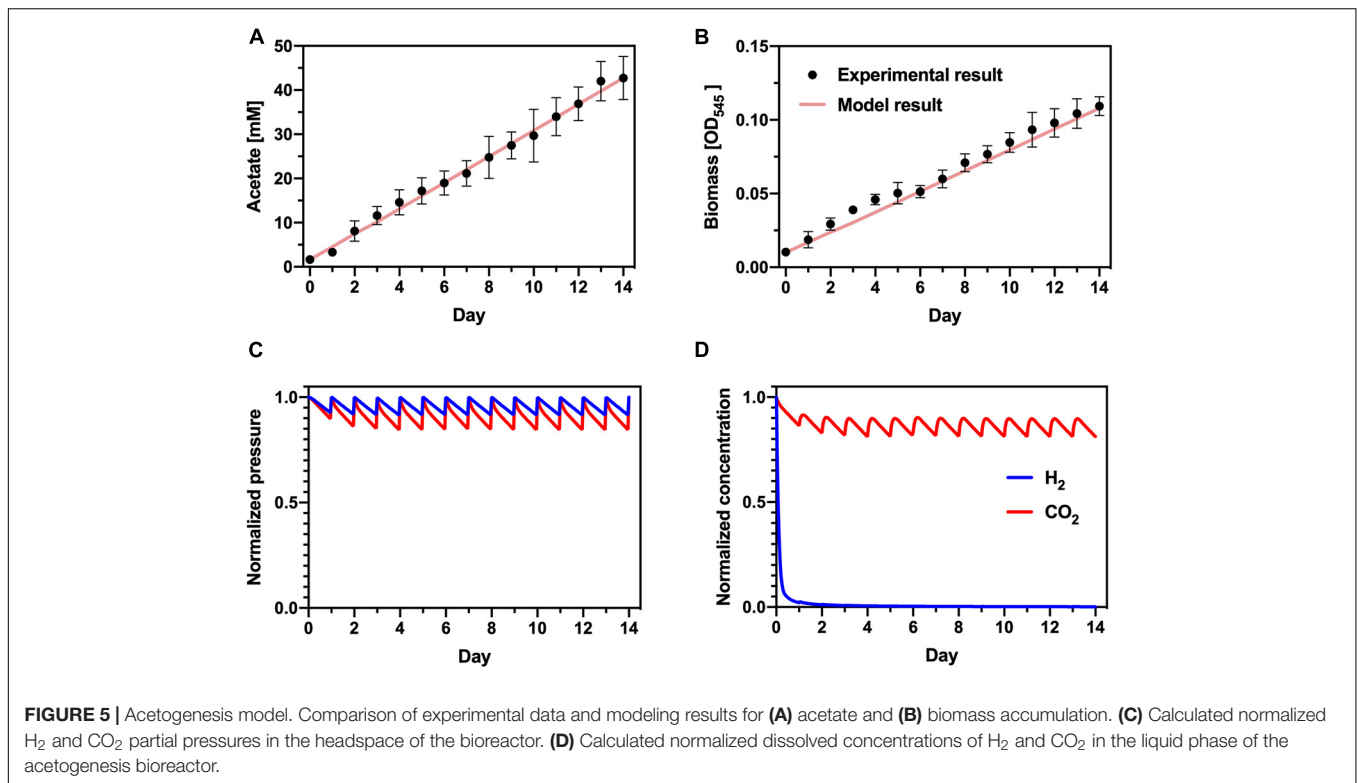 A
50
40
30
20
10
0
Acetate [mM]
0 2 4 6 8 10 12 14
Day
B
0.15
0.10
0.05
0.00
Biomass [OD545]
Experimental result
Model result
0 2 4 6 8 10 12 14
Day
C
1.0
0.5
0.0
Normalized pressure
0 2 4 6 8 10 12 14
Day
D
1.0
0.5
0.0
Normalized concentration
H2
CO2
0 2 4 6 8 10 12 14
Day
FIGURE 5 | Acetogenesis model. Comparison of experimental data and modeling results for (A) acetate and (B) biomass accumulation. (C) Calculated normalized
H2 and CO2 partial pressures in the headspace of the bioreactor. (D) Calculated normalized dissolved concentrations of H2 and CO2 in the liquid phase of the
acetogenesis bioreactor.